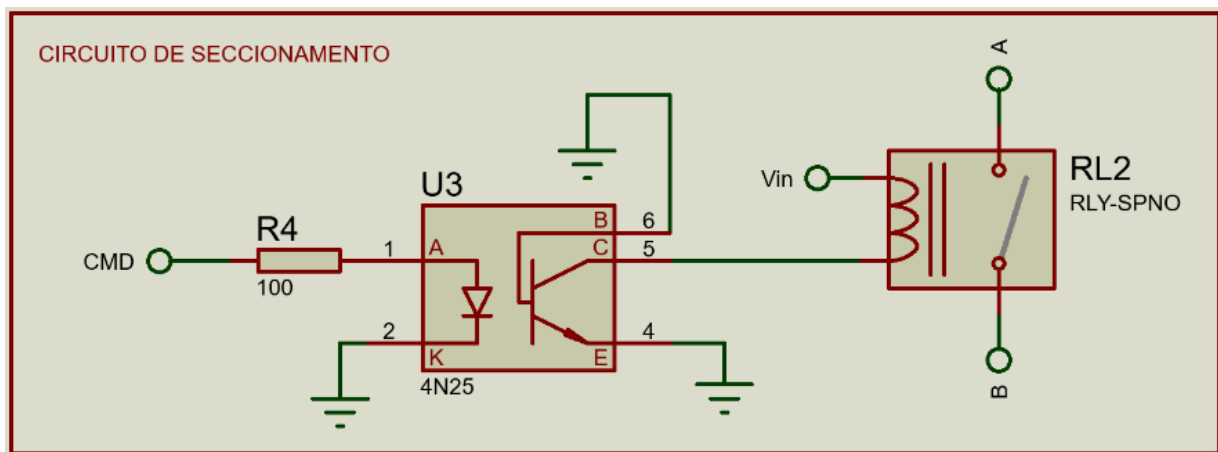 CIRCUITO DE SECCIONAMENTO
A
U3
Vin
RL2
RLY-SPNO
R4
B
6
CMD
1
A
C
5
100
2
4
K
E
4N25
B